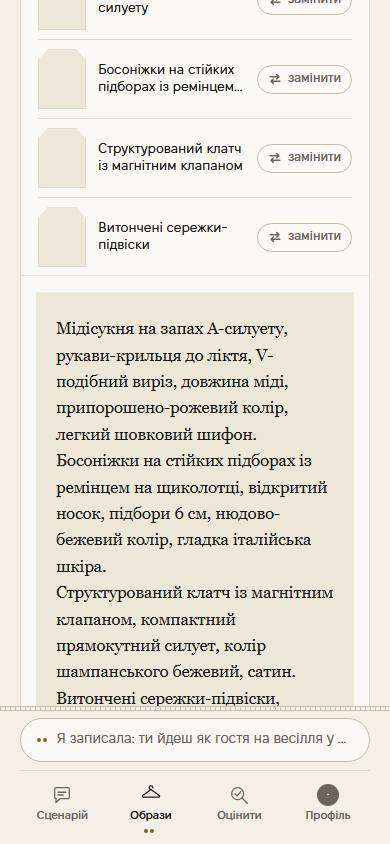 силуету
замінити
Босоніжки на стійких
підборах із ремінцем...
замінити
Структурований клатч
із магнітним клапаном
замінити
Витончені сережки-
підвіски
замінити
Мідісукня на запах А-силуету,
рукави-крильця до ліктя, V-
подібний виріз, довжина міді,
припорошено-рожевий колір,
легкий шовковий шифон.
Босоніжки на стійких підборах із
ремінцем на щиколотці, відкритий
носок, підбори 6 см, нюдово-
бежевий колір, гладка італійська
шкіра.
Структурований клатч із магнітним
клапаном, компактний
прямокутний силует, колір
шампанського бежевий, сатин.
Витончені сережки-підвіски,
Я записала: ти йдеш як гостя на весілля у ...
Сценарій
Образи
Оцінити
Профіль